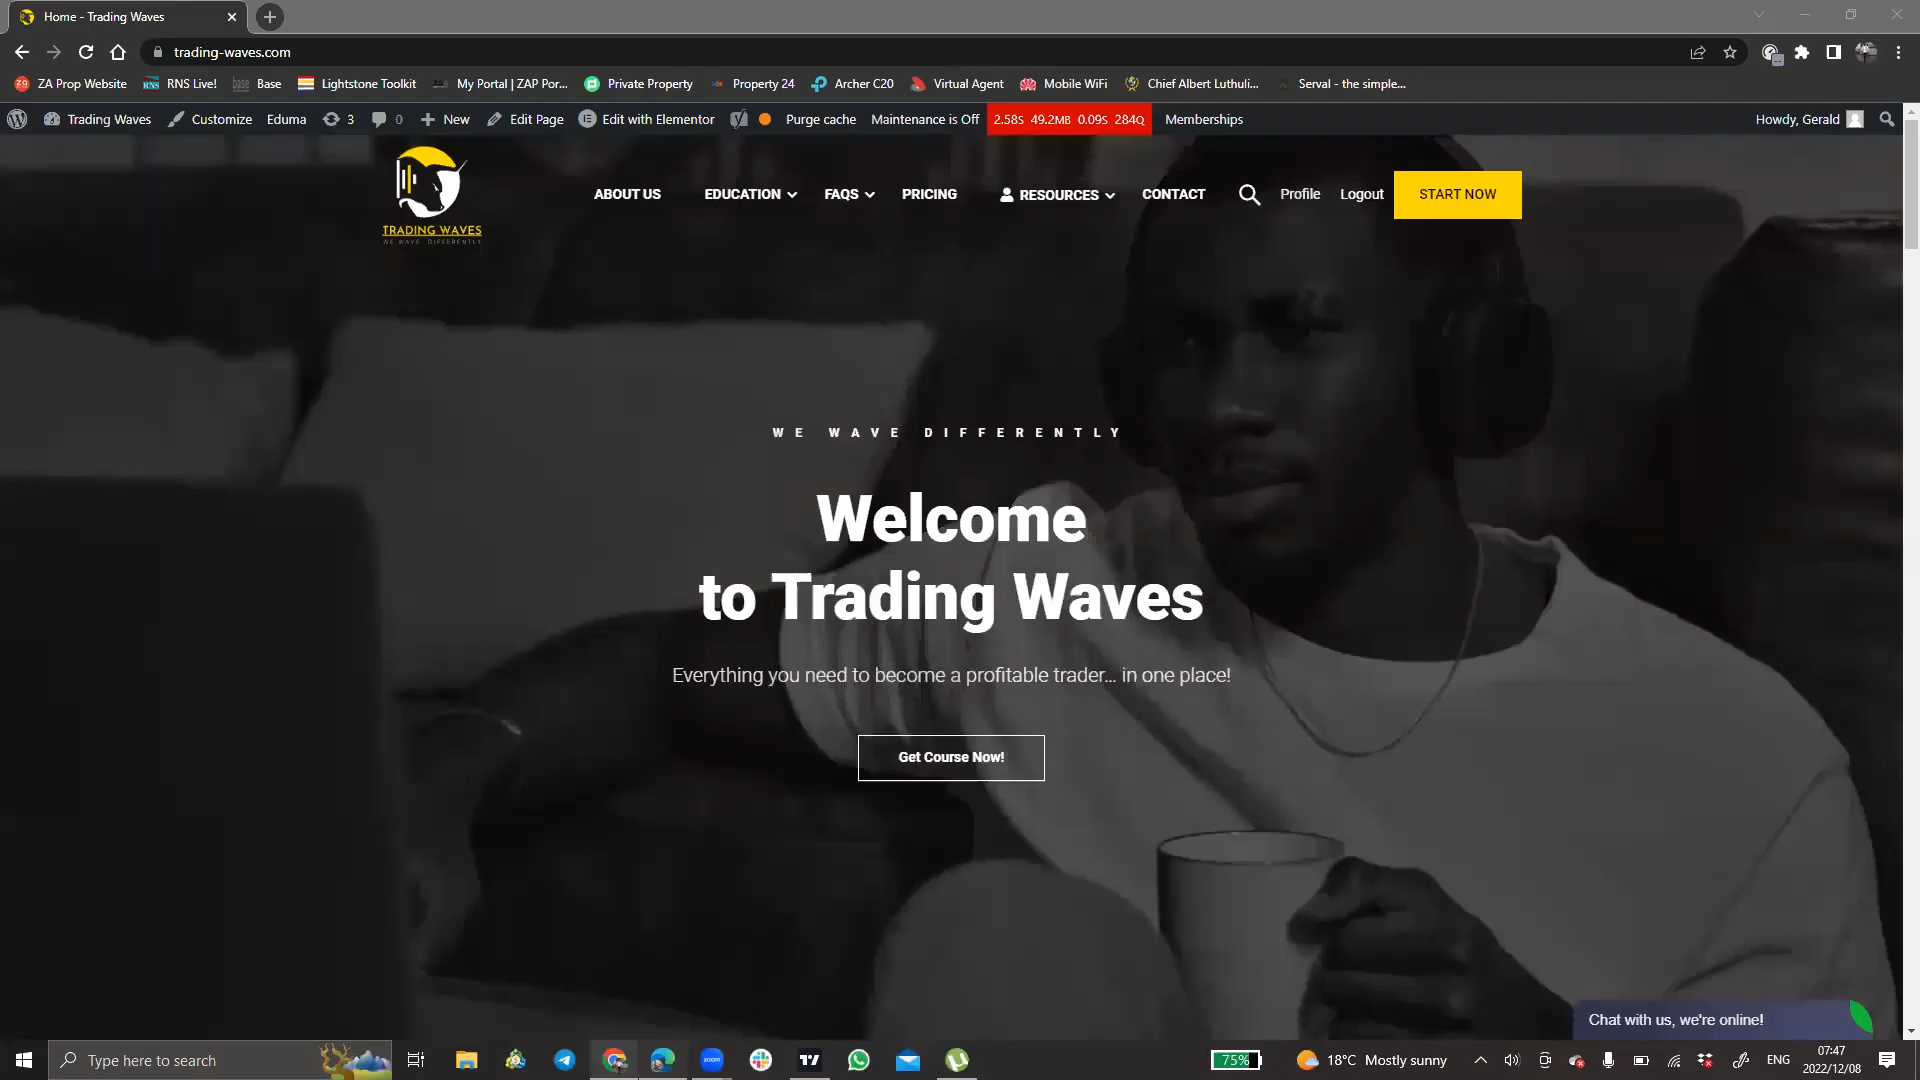 Home - Trading Waves
trading-waves.com
ZA Prop Website RNS RNS Live! base Base Lightstone Toolkit My Portal | ZAP Por... Private Property Property 24 Archer C20 Virtual Agent Mobile WiFi Chief Albert Luthuli... Serval - the simple...
Trading Waves Customize Eduma 3 0 New Edit Page Edit with Elementor Purge cache Maintenance is Off 2.58S 49.2MB 0.09S 284Q Memberships Howdy, Gerald
TRADING WAVES
WE WAVE DIFFERENTLY
ABOUT US EDUCATION FAQS PRICING RESOURCES CONTACT Profile Logout START NOW
WE WAVE DIFFERENTLY
Welcome
to Trading Waves
Everything you need to become a profitable trader... in one place!
Get Course Now!
Chat with us, we're online!
Type here to search
zoom
75%
18°C Mostly sunny
ENG
07:47
2022/12/08